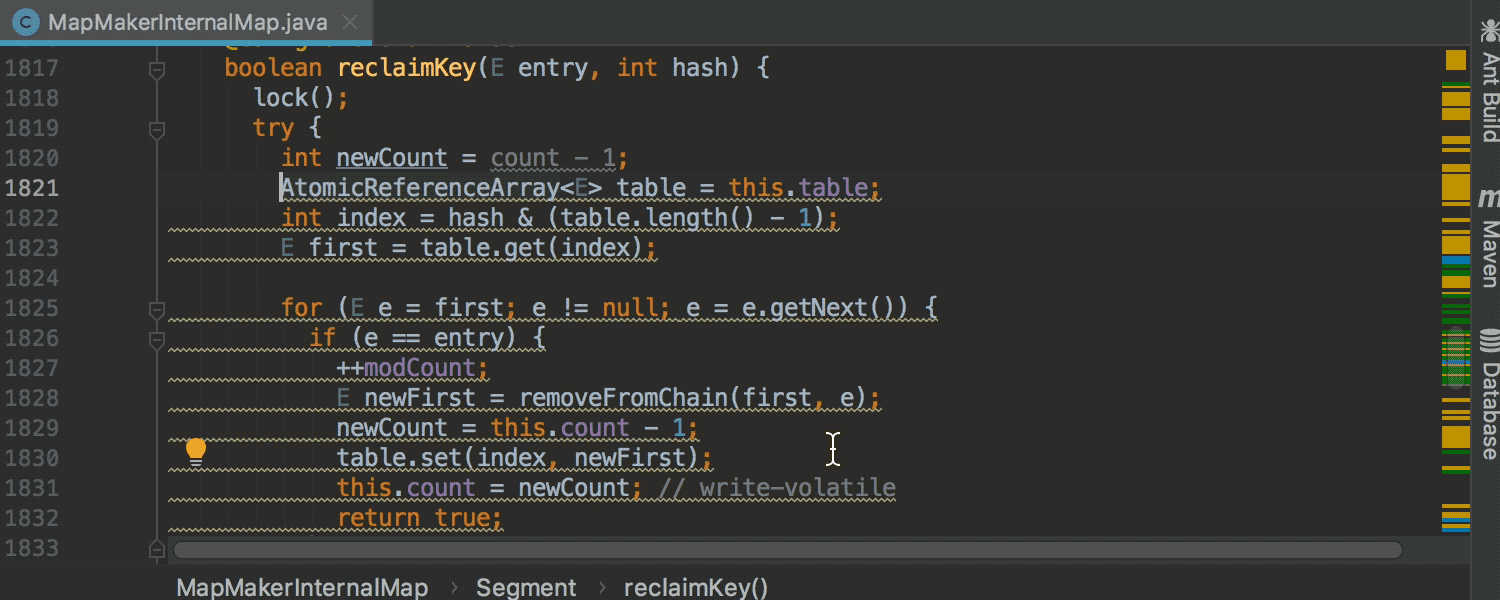 C MapMakerInternalMap.java
1817 boolean reclaimKey(E entry, int hash) {
1818 lock();
1819 try {
1820 int newCount = count - 1;
1821 AtomicReferenceArray<E> table = this.table;
1822 int index = hash & (table.length() - 1);
1823 E first = table.get(index);
1824
1825 for (E e = first; e != null; e = e.getNext()) {
1826 if (e == entry) {
1827 ++modCount;
1828 E newFirst = removeFromChain(first, e);
1829 newCount = this.count - 1;
1830 table.set(index, newFirst);
1831 this.count = newCount; // write-volatile
1832 return true;
1833
MapMakerInternalMap › Segment › reclaimKey()
Ant Build
m Maven
Database